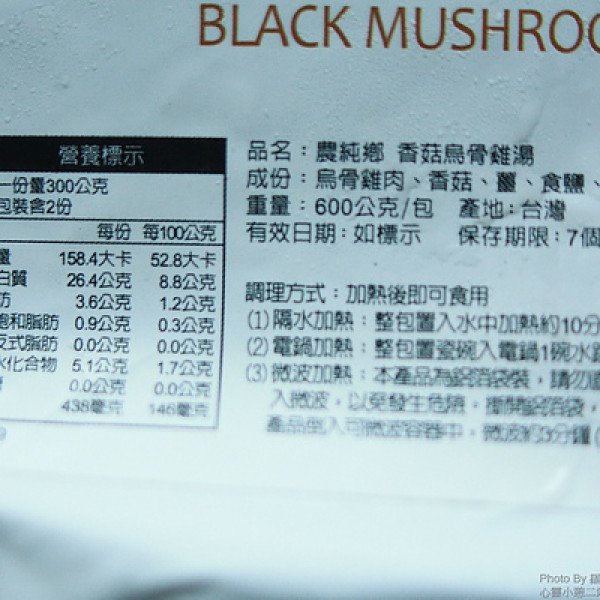 BLACK MUSHROO
營養標示
一份量300公克
包裝含2份
每份 每100公克
量 158.4大卡 52.8大卡
白質 26.4公克 8.8公克
肪 3.6公克 1.2公克
飽和脂肪 0.9公克 0.3公克
反式脂肪 0.0公克 0.0公克
水化合物 5.1公克 1.7公克
0.0公克 0.0公克
438毫克 146毫克
品名：農純鄉 香菇烏骨雞湯
成份：烏骨雞肉、香菇、薑、食鹽、
重量：600公克/包 產地：台灣
有效日期：如標示 保存期限：7個
調理方式：加熱後即可食用
(1)隔水加熱：整包置入水中加熱約10分
(2)電鍋加熱：整包置瓷碗入電鍋1碗水
(3)微波加熱：本產品為鋁箔袋裝，請勿
入微波，以免發生危險，撕開鋁箔袋，
產品倒入可微波容器中，微波約3分鐘(
Photo By
心靈小憩二